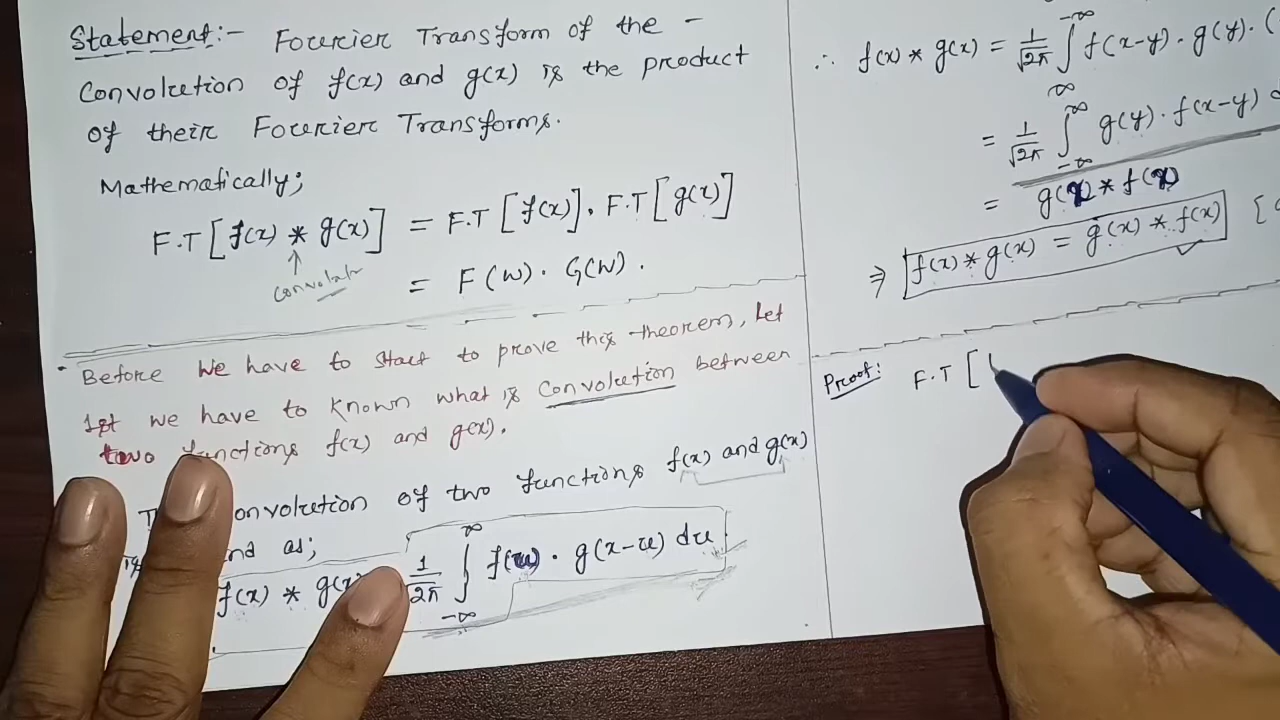 Statement:- Fourier Transform of the -
Convolution of f(x) and g(x) is the product
of their Fourier Transforms.
Mathematically;
F.T [f(x) * g(x)] = F.T [f(x)] . F.T [g(x)]
↑
= F(W) . G(W) .
Before We have to Start to prove this theorem, Let
1st we have to known what is Convolution between
two functions f(x) and g(x).
onvolution of two functions f(x) and g(x)
as;
f(x) * g(x) 1/√2π ∫_{-∞}^{∞} f(u) . g(x-u) du
∴ f(x) * g(x) = 1/√2π ∫_{∞}^{-∞} f(x-y) . g(y) . (
= 1/√2π ∫_{-∞}^{∞} g(y) . f(x-y)
= g(x) * f(x)
⇒ f(x) * g(x) = g(x) * f(x) [
Proof: F.T [